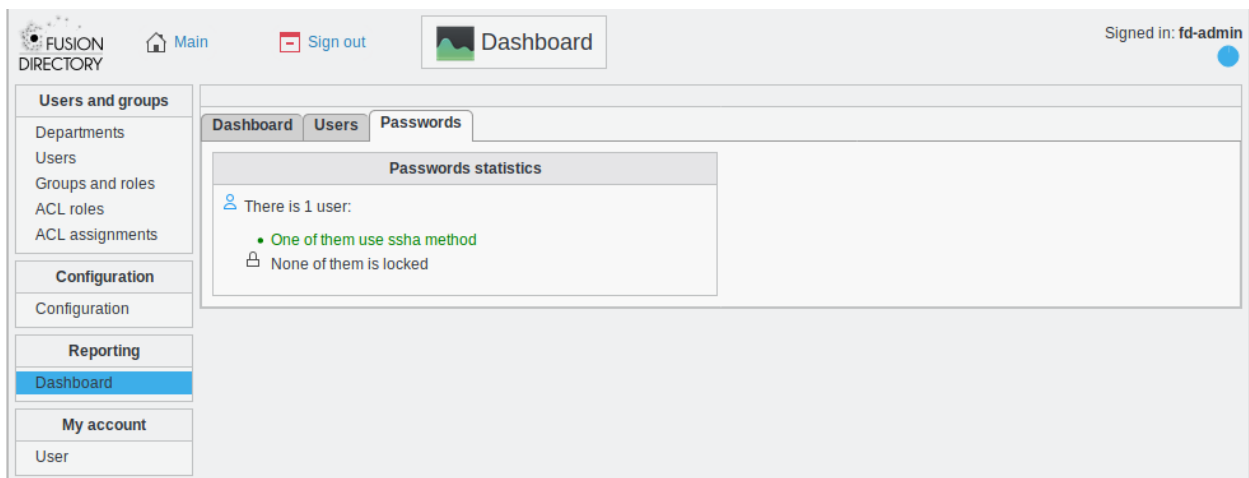 FUSION
DIRECTORY
Main
Sign out
Dashboard
Signed in: fd-admin
Users and groups
Departments
Users
Groups and roles
ACL roles
ACL assignments
Configuration
Configuration
Reporting
Dashboard
My account
User
Dashboard Users Passwords
Passwords statistics
There is 1 user:
• One of them use ssha method
None of them is locked